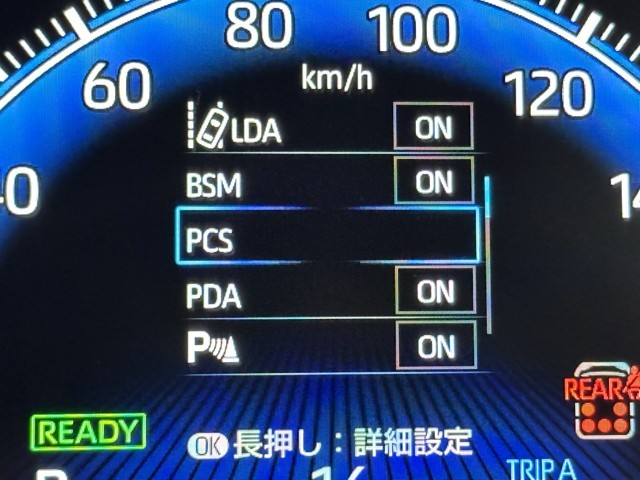 80 100
60 km/h 120
LDA ON
BSM ON
PCS
PDA ON
P ON
REAR
READY
OK 長押し：詳細設定
TRIP A